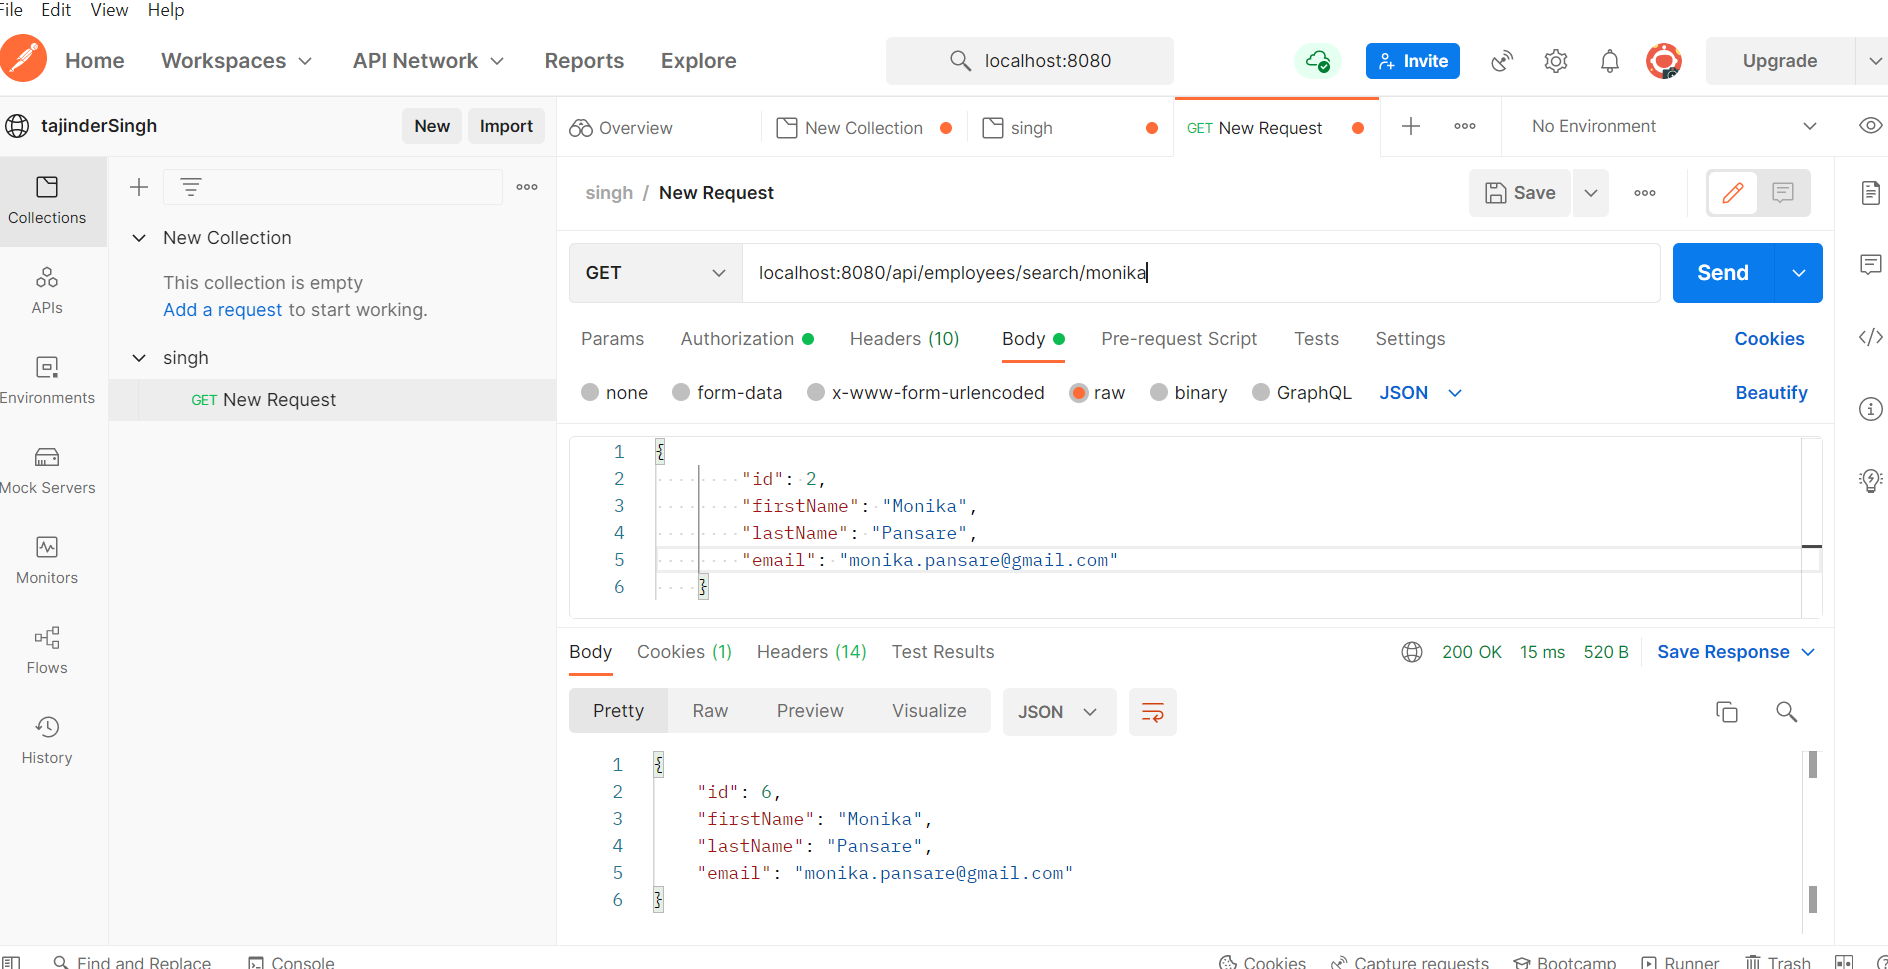 File Edit View Help
Home Workspaces API Network Reports Explore localhost:8080 Invite Upgrade
tajinderSingh New Import Overview New Collection singh GET New Request No Environment
Collections
APIs
Environments
Mock Servers
Monitors
Flows
History
New Collection
This collection is empty
Add a request to start working.
singh
GET New Request
singh / New Request Save
GET localhost:8080/api/employees/search/monika Send
Params Authorization Headers (10) Body Pre-request Script Tests Settings Cookies
none form-data x-www-form-urlencoded raw binary GraphQL JSON Beautify
1 {
2 "id": 2,
3 "firstName": "Monika",
4 "lastName": "Pansare",
5 "email": "monika.pansare@gmail.com"
6 }
Body Cookies (1) Headers (14) Test Results 200 OK 15 ms 520 B Save Response
Pretty Raw Preview Visualize JSON
1 {
2 "id": 6,
3 "firstName": "Monika",
4 "lastName": "Pansare",
5 "email": "monika.pansare@gmail.com"
6 }
Find and Replace Console Cookies Capture requests Bootcamp Runner Trash